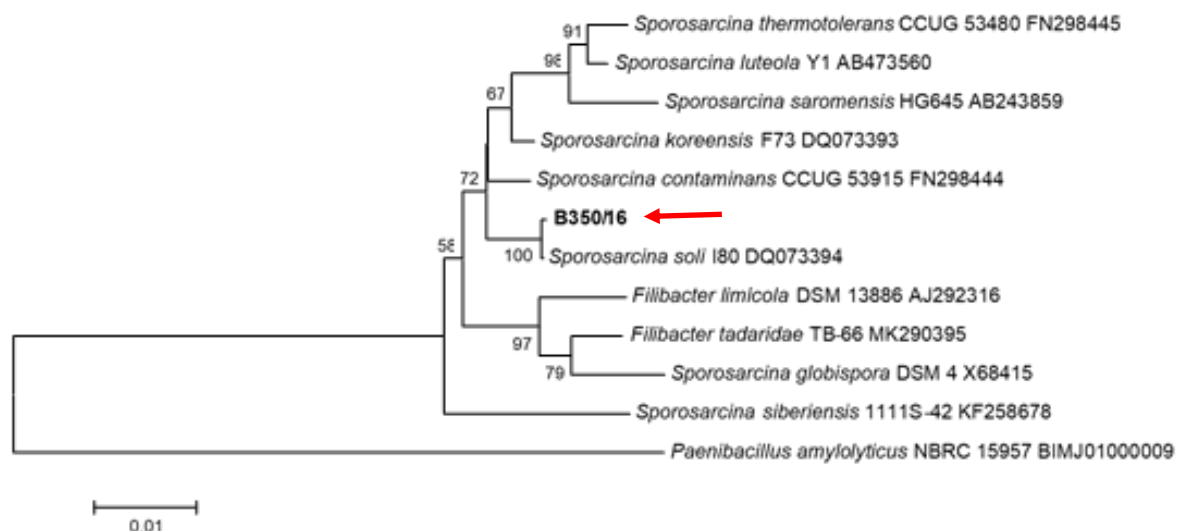 Sporosarcina thermotolerans CCUG 53480 FN298445
91
98
Sporosarcina luteola Y1 AB473560
67
Sporosarcina saromensis HG645 AB243859
Sporosarcina koreensis F73 DQ073393
72
Sporosarcina contaminans CCUG 53915 FN298444
B350/16
58
100
Sporosarcina soli I80 DQ073394
Filibacter limicola DSM 13886 AJ292316
97
Filibacter tadaridae TB-66 MK290395
79
Sporosarcina globispora DSM 4 X68415
Sporosarcina siberiensis 1111S-42 KF258678
Paenibacillus amylolyticus NBRC 15957 BIMJ01000009
0.01